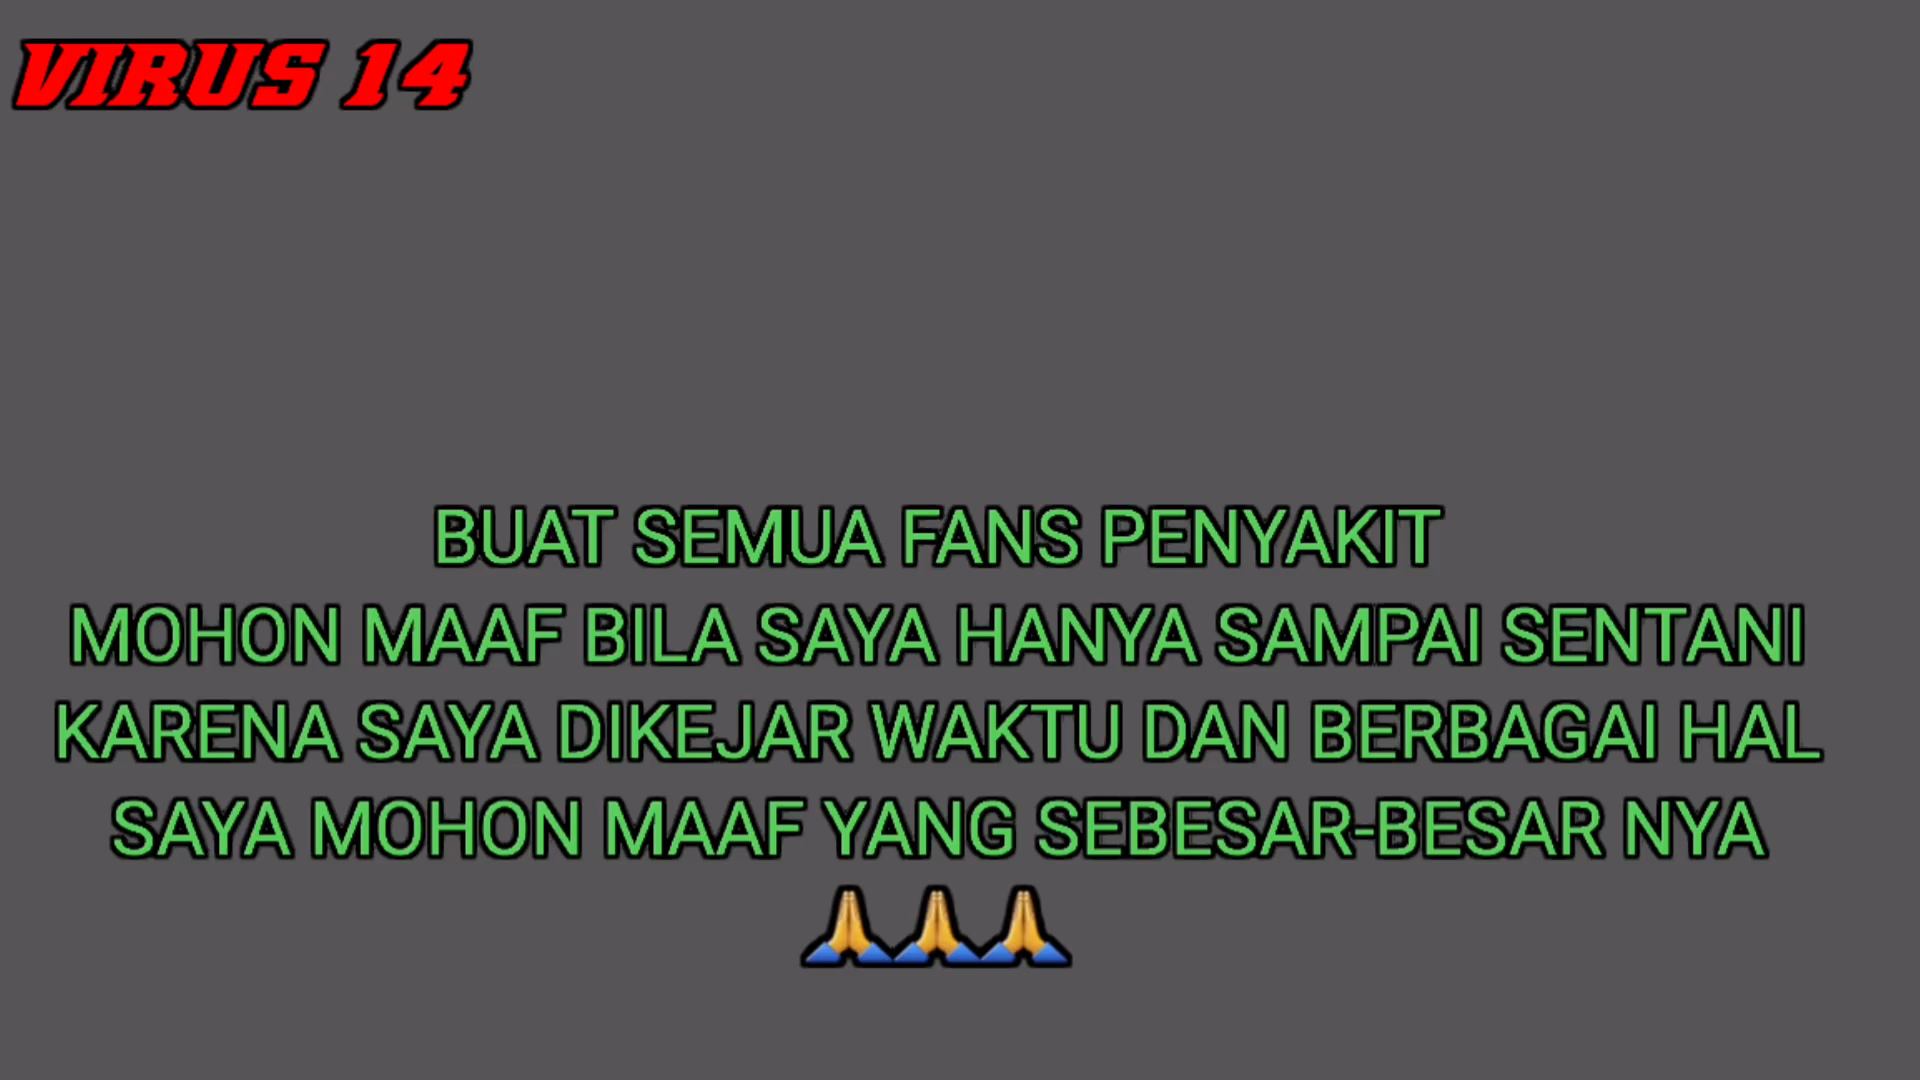 VIRUS 14
BUAT SEMUA FANS PENYAKIT
MOHON MAAF BILA SAYA HANYA SAMPAI SENTANI
KARENA SAYA DIKEJAR WAKTU DAN BERBAGAI HAL
SAYA MOHON MAAF YANG SEBESAR-BESAR NYA
🙏🙏🙏